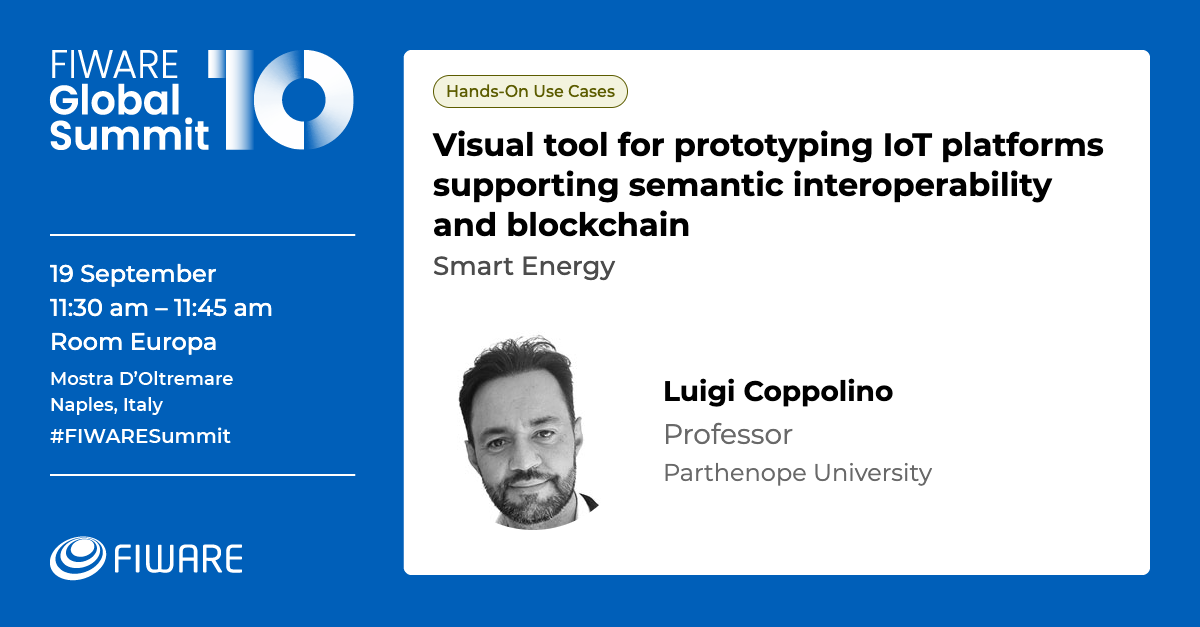 FIWARE
Global
Summit
10
19 September
11:30 am – 11:45 am
Room Europa
Mostra D’Oltremare
Naples, Italy
#FIWARESummit
FIWARE
Hands-On Use Cases
Visual tool for prototyping IoT platforms
supporting semantic interoperability
and blockchain
Smart Energy
Luigi Coppolino
Professor
Parthenope University